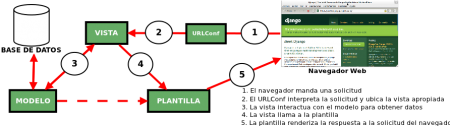 django
VISTA
2
URLConf
1
BASE DE DATOS
3
4
5
Navegador Web
MODELO
PLANTILLA
1. El navegador manda una solicitud
2. El URLConf interpreta la solicitud y ubica la vista apropiada
3. La vista interactua con el modelo para obtener datos
4. La vista llama a la plantilla
5. La plantilla renderiza la respuesta a la solicitud del navegador